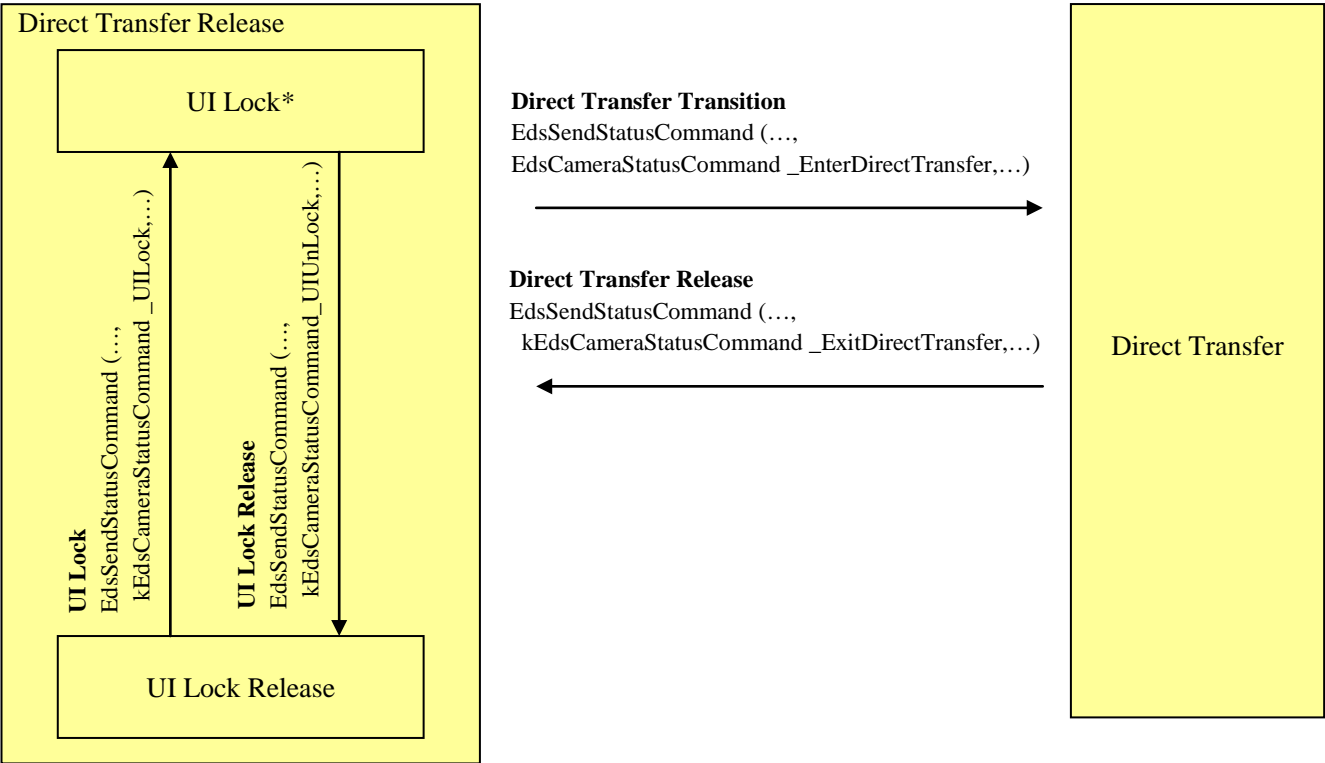 Direct Transfer Release
UI Lock*
UI Lock
EdsSendStatusCommand (…,
kEdsCameraStatusCommand _UILock,…)
UI Lock Release
EdsSendStatusCommand (…,
kEdsCameraStatusCommand_UIUnLock,…)
UI Lock Release
Direct Transfer Transition
EdsSendStatusCommand (…,
EdsCameraStatusCommand _EnterDirectTransfer,…)
Direct Transfer Release
EdsSendStatusCommand (…,
kEdsCameraStatusCommand _ExitDirectTransfer,…)
Direct Transfer